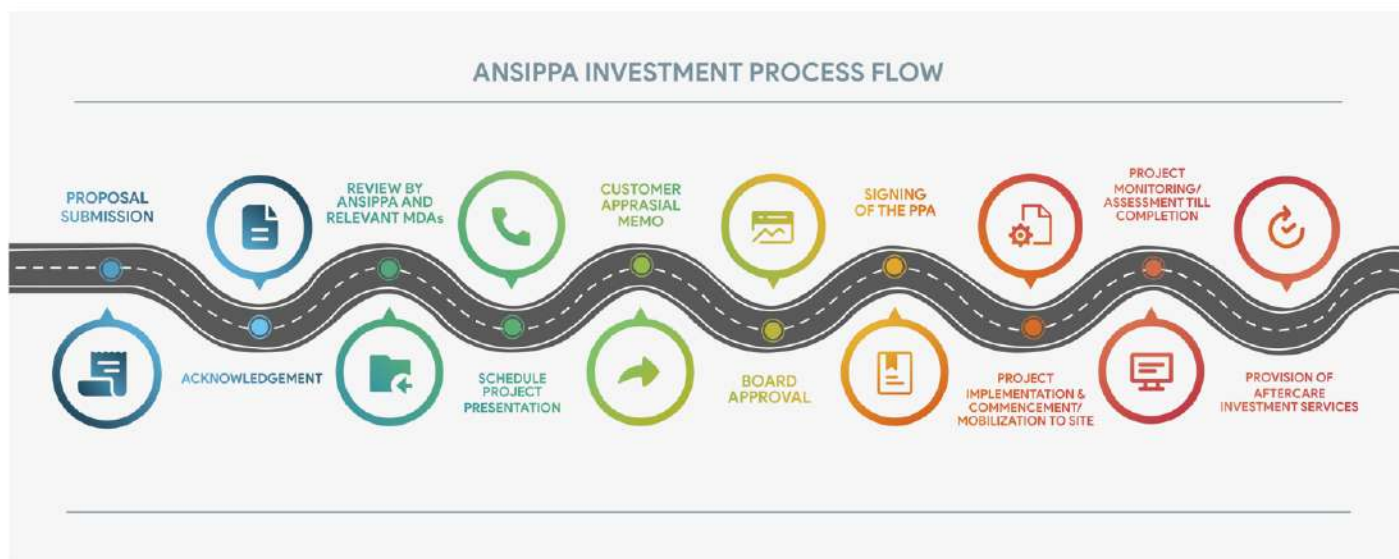 ANSIPPA INVESTMENT PROCESS FLOW
PROPOSAL
SUBMISSION
ACKNOWLEDGEMENT
REVIEW BY
ANSIPPA AND
RELEVANT MDAs
SCHEDULE
PROJECT
PRESENTATION
CUSTOMER
APPRASIAL
MEMO
BOARD
APPROVAL
SIGNING
OF THE PPA
PROJECT
IMPLEMENTATION &
COMMENCEMENT/
MOBILIZATION TO SITE
PROJECT
MONITORING/
ASSESSMENT TILL
COMPLETION
PROVISION OF
AFTERCARE
INVESTMENT SERVICES